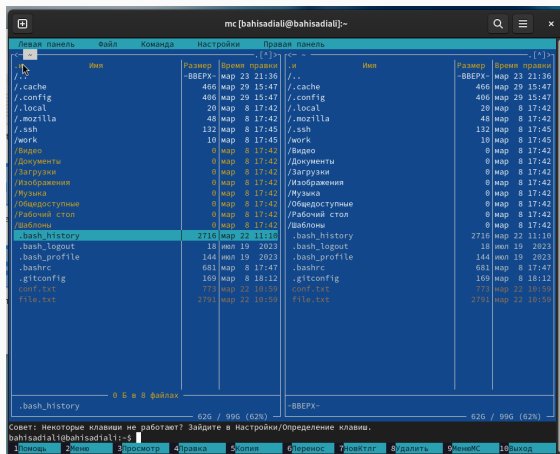 mc [bahisadiali@bahisadiali]:~
Левая панель Файл Команда Настройки Правая панель
<- ~ .[^]> <- ~ .[^]>
.и Имя Размер Время правки .и Имя Размер Время правки
/.. -ВВЕРХ- мар 23 21:36 /.. -ВВЕРХ- мар 23 21:36
/.cache 466 мар 29 15:47 /.cache 466 мар 29 15:47
/.config 406 мар 29 15:47 /.config 406 мар 29 15:47
/.local 20 мар 8 17:42 /.local 20 мар 8 17:42
/.mozilla 48 мар 8 17:42 /.mozilla 48 мар 8 17:42
/.ssh 132 мар 8 17:45 /.ssh 132 мар 8 17:45
/work 10 мар 8 17:45 /work 10 мар 8 17:45
/Видео 0 мар 8 17:42 /Видео 0 мар 8 17:42
/Документы 0 мар 8 17:42 /Документы 0 мар 8 17:42
/Загрузки 0 мар 8 17:42 /Загрузки 0 мар 8 17:42
/Изображения 0 мар 8 17:42 /Изображения 0 мар 8 17:42
/Музыка 0 мар 8 17:42 /Музыка 0 мар 8 17:42
/Общедоступные 0 мар 8 17:42 /Общедоступные 0 мар 8 17:42
/Рабочий стол 0 мар 8 17:42 /Рабочий стол 0 мар 8 17:42
/Шаблоны 0 мар 8 17:42 /Шаблоны 0 мар 8 17:42
.bash_history 2716 мар 22 11:10 .bash_history 2716 мар 22 11:10
.bash_logout 18 июл 19 2023 .bash_logout 18 июл 19 2023
.bash_profile 144 июл 19 2023 .bash_profile 144 июл 19 2023
.bashrc 681 мар 8 17:47 .bashrc 681 мар 8 17:47
.gitconfig 169 мар 8 18:12 .gitconfig 169 мар 8 18:12
conf.txt 773 мар 22 10:59 conf.txt 773 мар 22 10:59
file.txt 2791 мар 22 10:59 file.txt 2791 мар 22 10:59
0 Б в 8 файлах
.bash_history -ВВЕРХ-
62G / 99G (62%) 62G / 99G (62%)
Совет: Некоторые клавиши не работают? Зайдите в Настройки/Определение клавиш.
bahisadiali@bahisadiali:~$
1Помощь 2Меню 3Просмотр 4Правка 5Копия 6Перенос 7НовКтлг 8Удалить 9МенюМС 10Выход